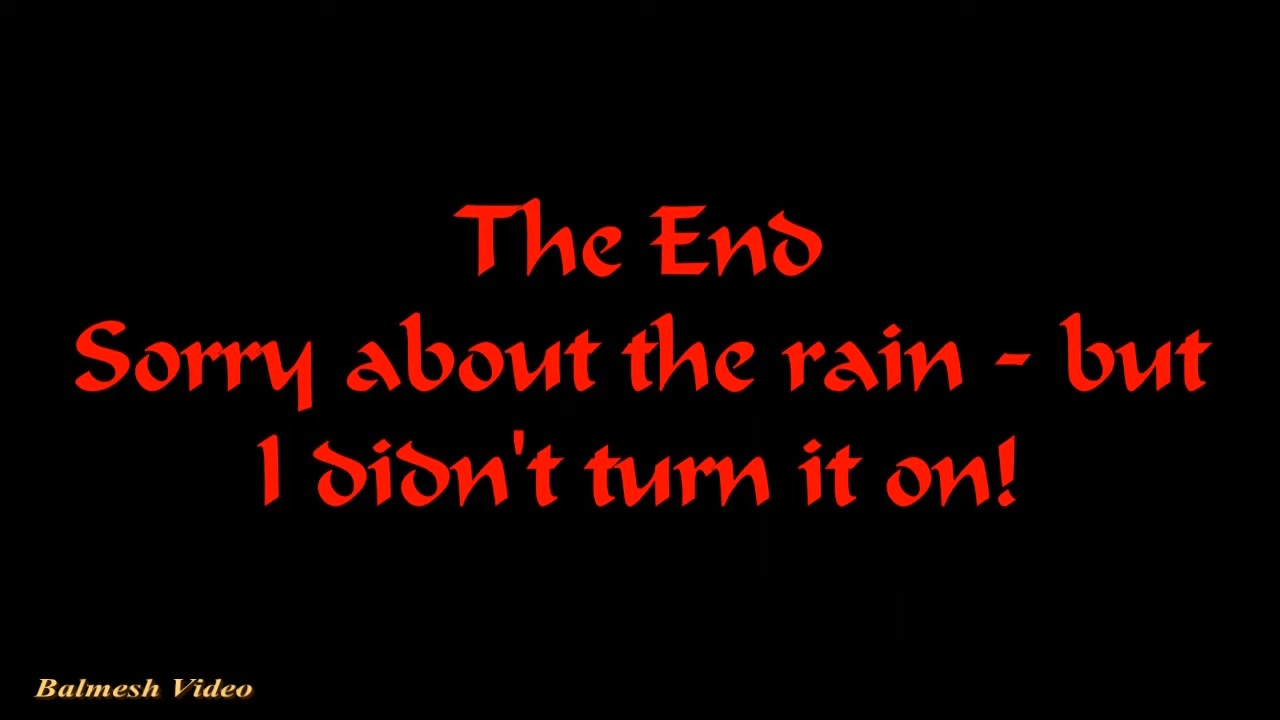 The End
Sorry about the rain - but
I didn't turn it on!
Balmesh Video